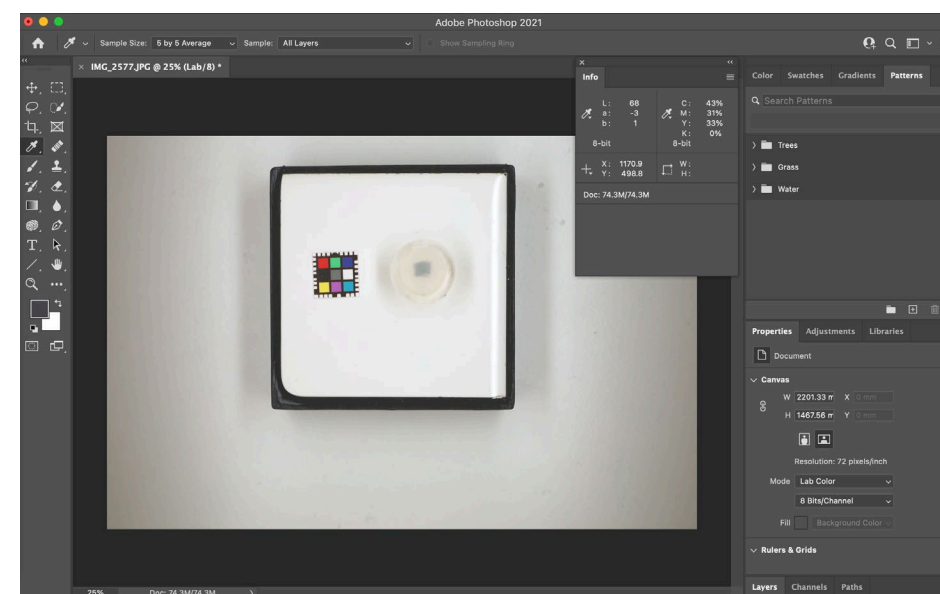 Adobe Photoshop 2021
Sample Size: 5 by 5 Average Sample: All Layers Show Sampling Ring
× IMG_2577.JPG @ 25% (Lab/8) *
Info
L: 68 C: 43%
a: -3 M: 31%
b: 1 Y: 33%
K: 0%
8-bit 8-bit
X: 1170.9 W:
Y: 498.8 H:
Doc: 74.3M/74.3M
Color Swatches Gradients Patterns
Search Patterns
Trees
Grass
Water
Properties Adjustments Libraries
Document
Canvas
W 2201.33 m X 0 mm
H 1467.56 m Y 0 mm
Resolution: 72 pixels/inch
Mode Lab Color
8 Bits/Channel
Fill Background Color
Rulers & Grids
Layers Channels Paths
25% Doc: 74.3M/74.3M